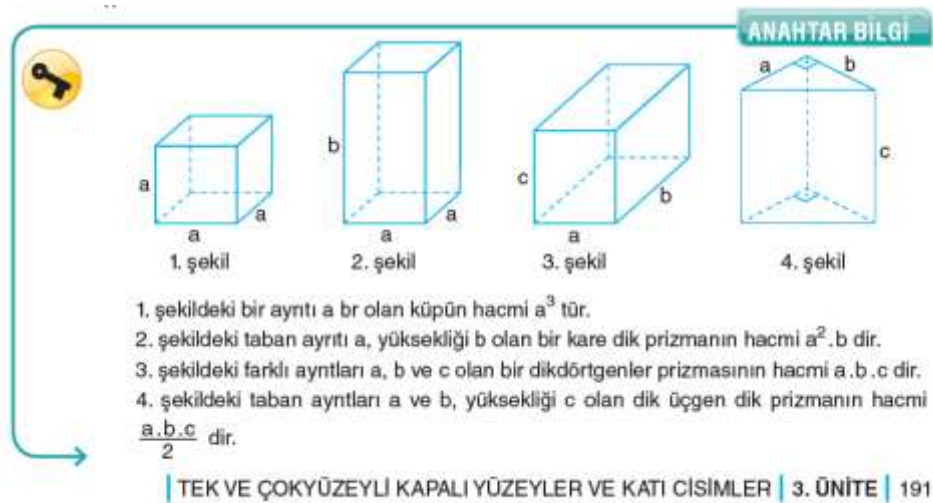 ANAHTAR BİLGİ
a
a
a
1. şekil
b
a
a
2. şekil
c
b
a
3. şekil
a
b
c
4. şekil
1. şekildeki bir ayrıtı a br olan küpün hacmi a³ tür.
2. şekildeki taban ayrıtı a, yüksekliği b olan bir kare dik prizmanın hacmi a².b dir.
3. şekildeki farklı ayrıtları a, b ve c olan bir dikdörtgenler prizmasının hacmi a.b.c dir.
4. şekildeki taban ayrıtları a ve b, yüksekliği c olan dik üçgen dik prizmanın hacmi
a.b.c/2 dir.
TEK VE ÇOKYÜZEYLİ KAPALI YÜZEYLER VE KATI CİSİMLER | 3. ÜNİTE | 191